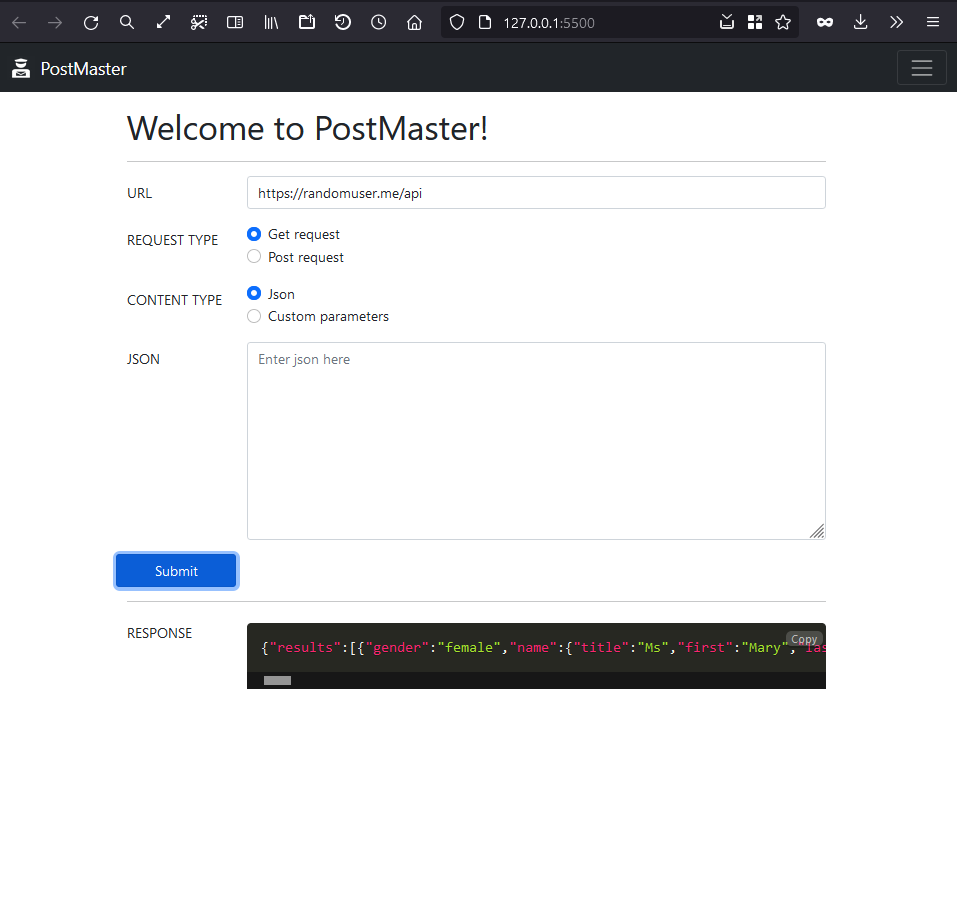 127.0.0.1:5500
PostMaster
Welcome to PostMaster!
URL
https://randomuser.me/api
REQUEST TYPE
Get request
Post request
CONTENT TYPE
Json
Custom parameters
JSON
Enter json here
Submit
RESPONSE
Copy
{"results":[{"gender":"female","name":{"title":"Ms","first":"Mary","las